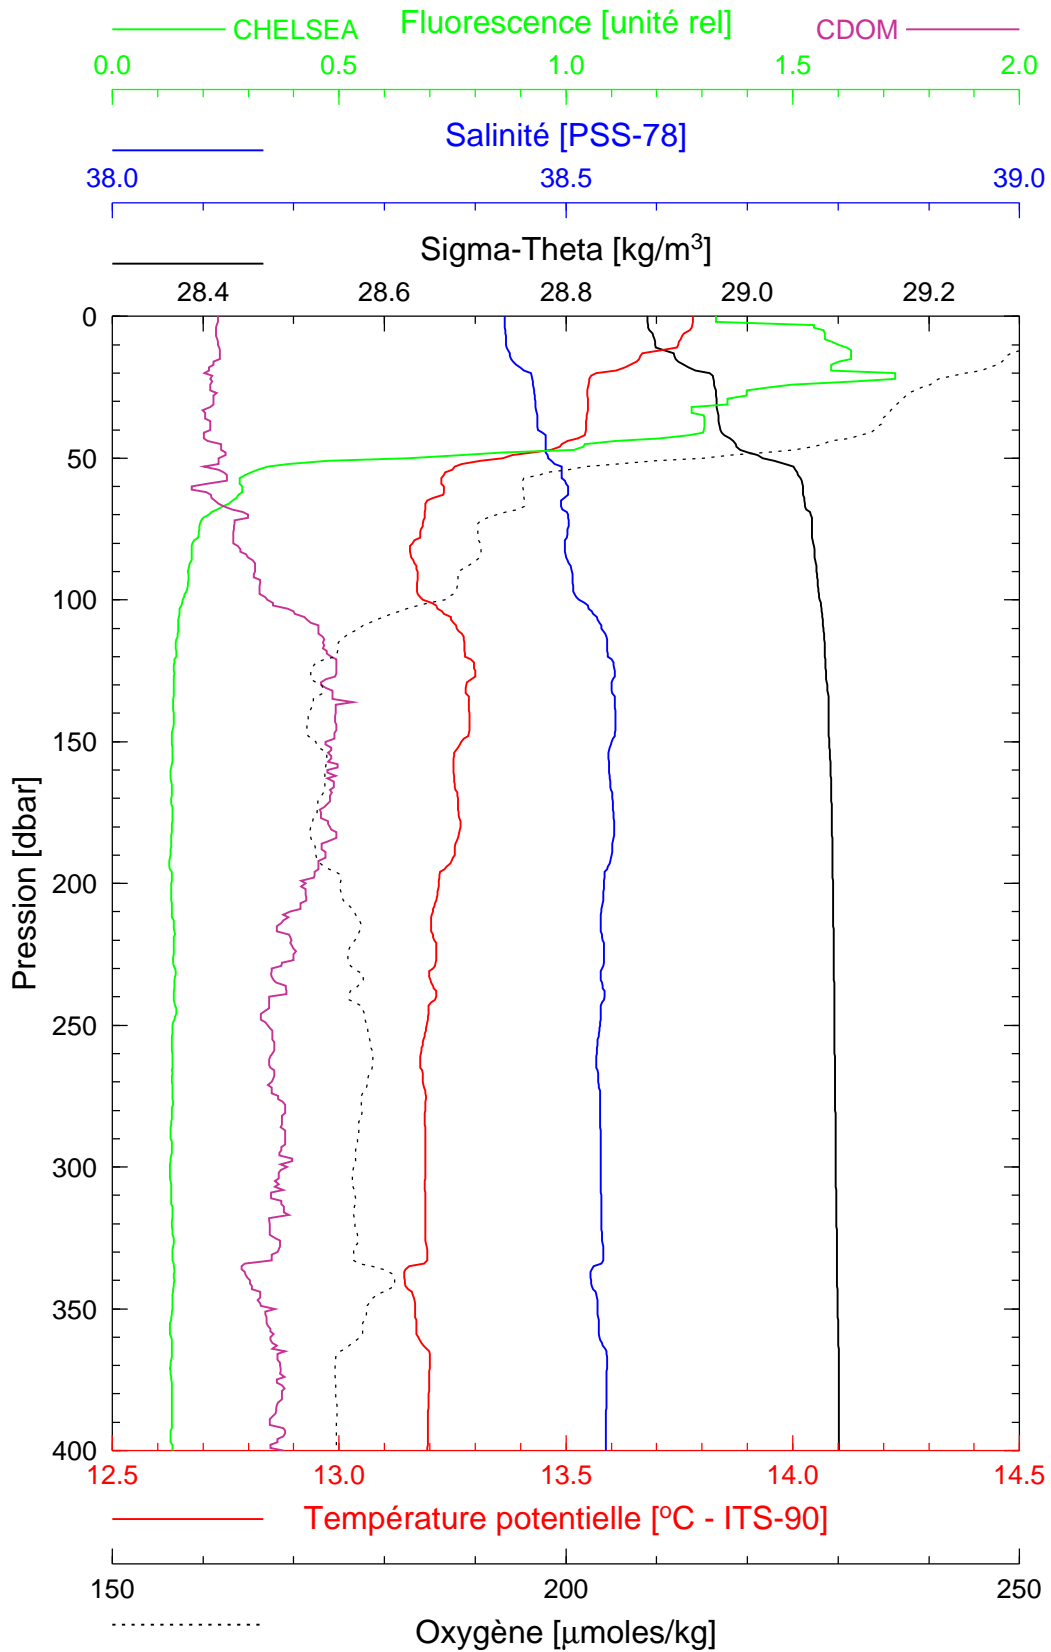 CHELSEA Fluorescence [unité rel] CDOM
0.0 0.5 1.0 1.5 2.0
Salinité [PSS-78]
38.0 38.5 39.0
Sigma-Theta [kg/m³]
28.4 28.6 28.8 29.0 29.2
0
50
100
150
200
250
300
350
400
Pression [dbar]
12.5 13.0 13.5 14.0 14.5
Température potentielle [°C - ITS-90]
150 200 250
Oxygène [µmoles/kg]